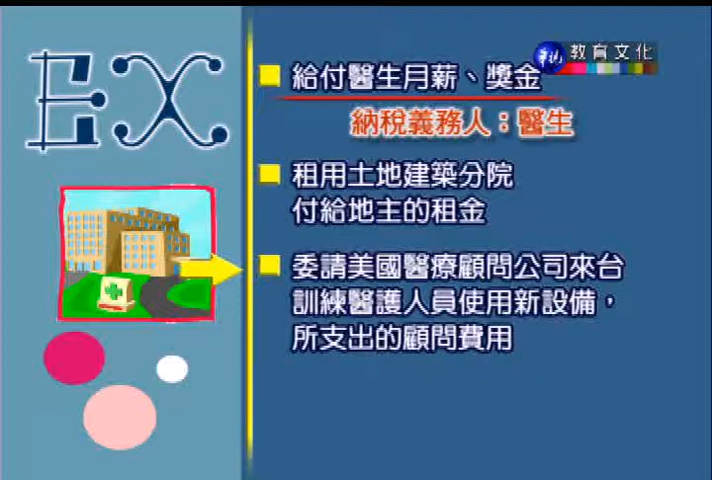 EX
華視 教育文化
給付醫生月薪、獎金
納稅義務人：醫生
租用土地建築分院
付給地主的租金
委請美國醫療顧問公司來台
訓練醫護人員使用新設備，
所支出的顧問費用